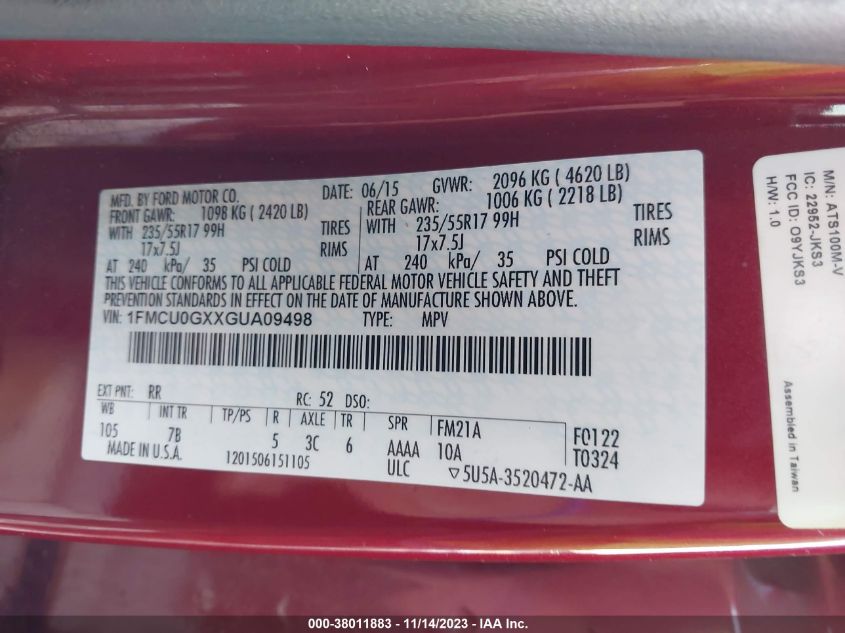 MFD. BY FORD MOTOR CO.
DATE: 06/15
GVWR: 2096 KG ( 4620 LB)
FRONT GAWR: 1098 KG ( 2420 LB)
REAR GAWR: 1006 KG ( 2218 LB)
WITH 235/55R17 99H TIRES
WITH 235/55R17 99H TIRES
17x7.5J RIMS
17x7.5J RIMS
AT 240 kPa/ 35 PSI COLD
AT 240 kPa/ 35 PSI COLD
THIS VEHICLE CONFORMS TO ALL APPLICABLE FEDERAL MOTOR VEHICLE SAFETY AND THEFT
PREVENTION STANDARDS IN EFFECT ON THE DATE OF MANUFACTURE SHOWN ABOVE.
VIN: 1FMCU0GXXGUA09498 TYPE: MPV
EXT PNT: RR RC: 52 DSO:
WB INT TR TP/PS R AXLE TR SPR FM21A F0122
105 7B 5 3C 6 AAAA 10A T0324
MADE IN U.S.A. 1201506151105 ULC ▽5U5A-3520472-AA
M/N: ATS100M-V
IC: 22952-JKS3
FCC ID: O9YJKS3
H/W: 1.0
Assembled in Taiwan
000-38011883 - 11/14/2023 - IAA Inc.